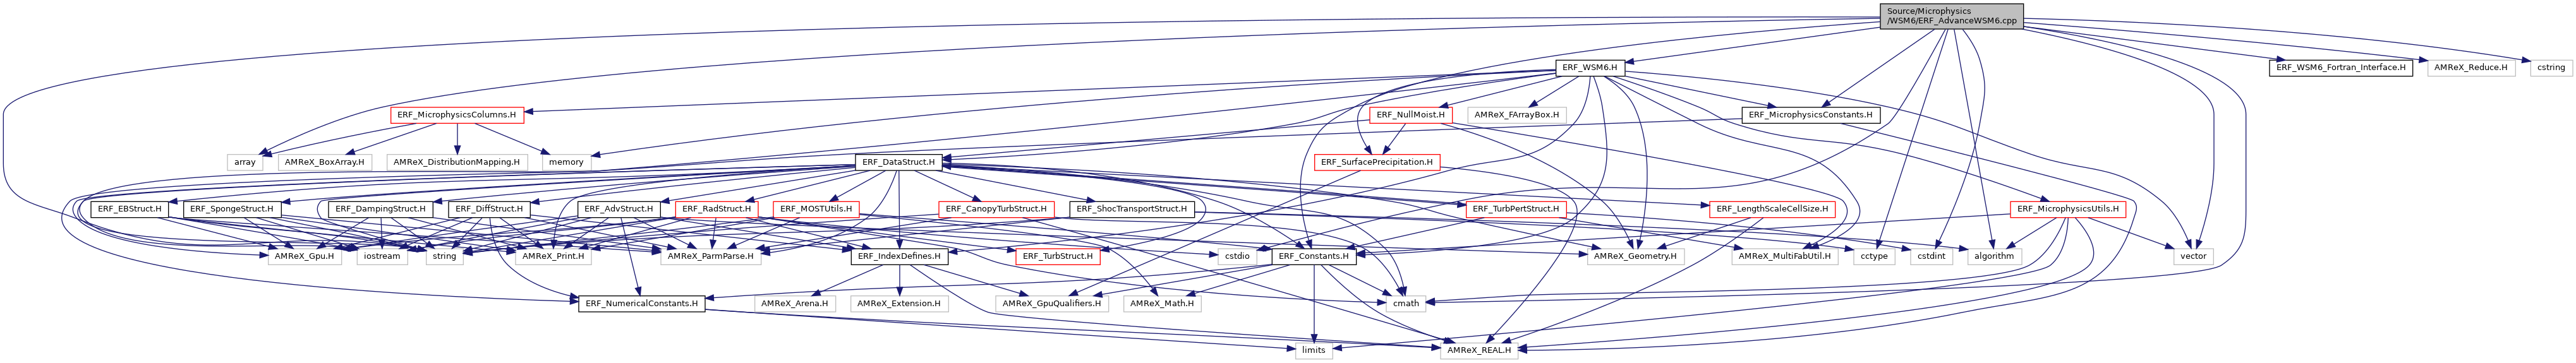 Source/Microphysics
/WSM6/ERF_AdvanceWSM6.cpp
ERF_WSM6.H
ERF_WSM6_Fortran_Interface.H
AMReX_Reduce.H
cstring
ERF_MicrophysicsColumns.H
ERF_NullMoist.H
AMReX_FArrayBox.H
ERF_MicrophysicsConstants.H
array
AMReX_BoxArray.H
AMReX_DistributionMapping.H
memory
ERF_DataStruct.H
ERF_SurfacePrecipitation.H
ERF_EBStruct.H
ERF_SpongeStruct.H
ERF_DampingStruct.H
ERF_DiffStruct.H
ERF_AdvStruct.H
ERF_RadStruct.H
ERF_MOSTUtils.H
ERF_CanopyTurbStruct.H
ERF_ShocTransportStruct.H
ERF_TurbPertStruct.H
ERF_LengthScaleCellSize.H
ERF_MicrophysicsUtils.H
AMReX_Gpu.H
iostream
string
AMReX_Print.H
AMReX_ParmParse.H
ERF_IndexDefines.H
ERF_TurbStruct.H
cstdio
ERF_Constants.H
AMReX_Geometry.H
AMReX_MultiFabUtil.H
cctype
cstdint
algorithm
vector
ERF_NumericalConstants.H
AMReX_Arena.H
AMReX_Extension.H
AMReX_GpuQualifiers.H
AMReX_Math.H
cmath
limits
AMReX_REAL.H